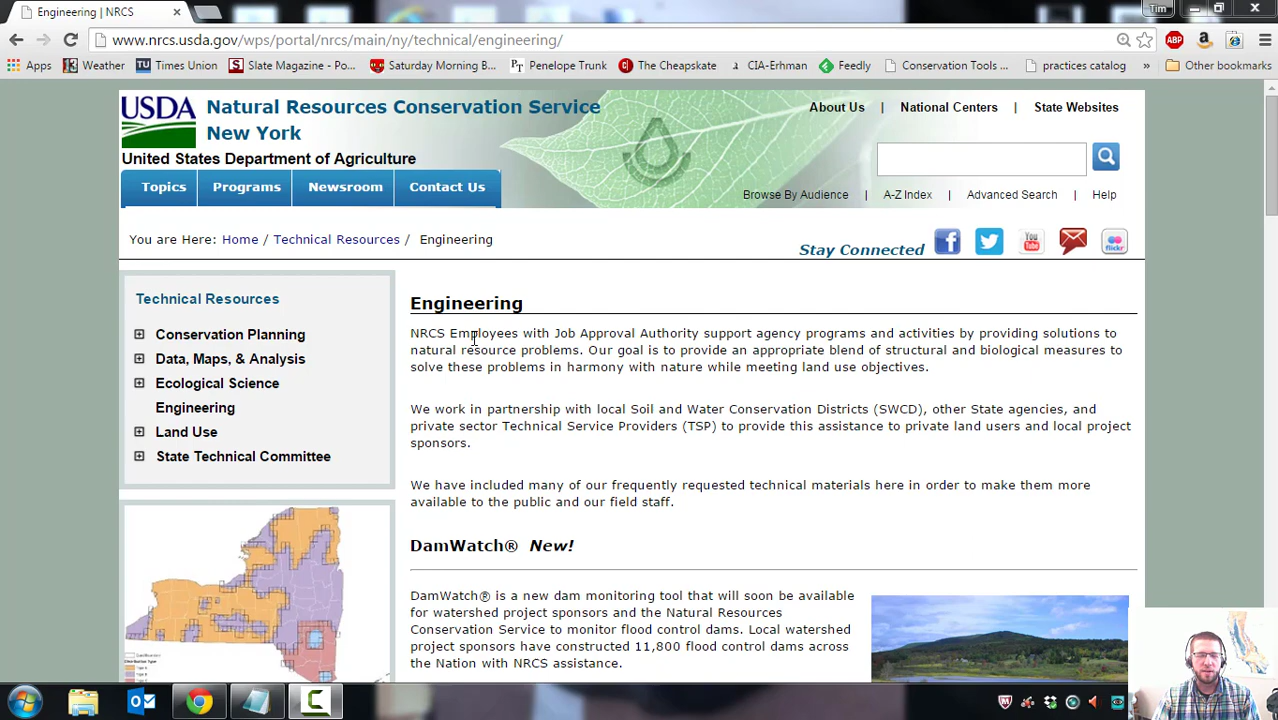 Engineering | NRCS
Tim
www.nrcs.usda.gov/wps/portal/nrcs/main/ny/technical/engineering/
ABP
Apps Weather TU Times Union S Slate Magazine - Po... Saturday Morning B... PT Penelope Trunk The Cheapskate CIA-Erhman Feedly Conservation Tools ... practices catalog » Other bookmarks
USDA
Natural Resources Conservation Service
New York
United States Department of Agriculture
About Us | National Centers | State Websites
Topics Programs Newsroom Contact Us
Browse By Audience | A-Z Index | Advanced Search | Help
You are Here: Home / Technical Resources / Engineering
Stay Connected
You Tube
flickr
Technical Resources
Conservation Planning
Data, Maps, & Analysis
Ecological Science
Engineering
Land Use
State Technical Committee
Engineering
NRCS Employees with Job Approval Authority support agency programs and activities by providing solutions to
natural resource problems. Our goal is to provide an appropriate blend of structural and biological measures to
solve these problems in harmony with nature while meeting land use objectives.
We work in partnership with local Soil and Water Conservation Districts (SWCD), other State agencies, and
private sector Technical Service Providers (TSP) to provide this assistance to private land users and local project
sponsors.
We have included many of our frequently requested technical materials here in order to make them more
available to the public and our field staff.
DamWatch® New!
DamWatch® is a new dam monitoring tool that will soon be available
for watershed project sponsors and the Natural Resources
Conservation Service to monitor flood control dams. Local watershed
project sponsors have constructed 11,800 flood control dams across
the Nation with NRCS assistance.